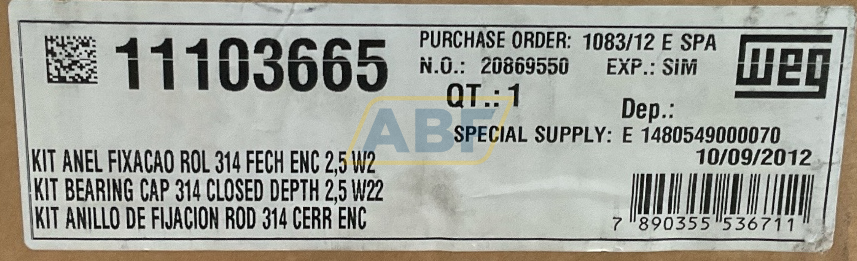 11103665
PURCHASE ORDER: 1083/12 E SPA
N.O.: 20869550 EXP.: SIM
QT.: 1
Dep.:
SPECIAL SUPPLY: E 1480549000070
10/09/2012
WEG
ABF
KIT ANEL FIXACAO ROL 314 FECH ENC 2,5 W2
KIT BEARING CAP 314 CLOSED DEPTH 2,5 W22
KIT ANILLO DE FIJACION ROD 314 CERR ENC
7 890355 536711